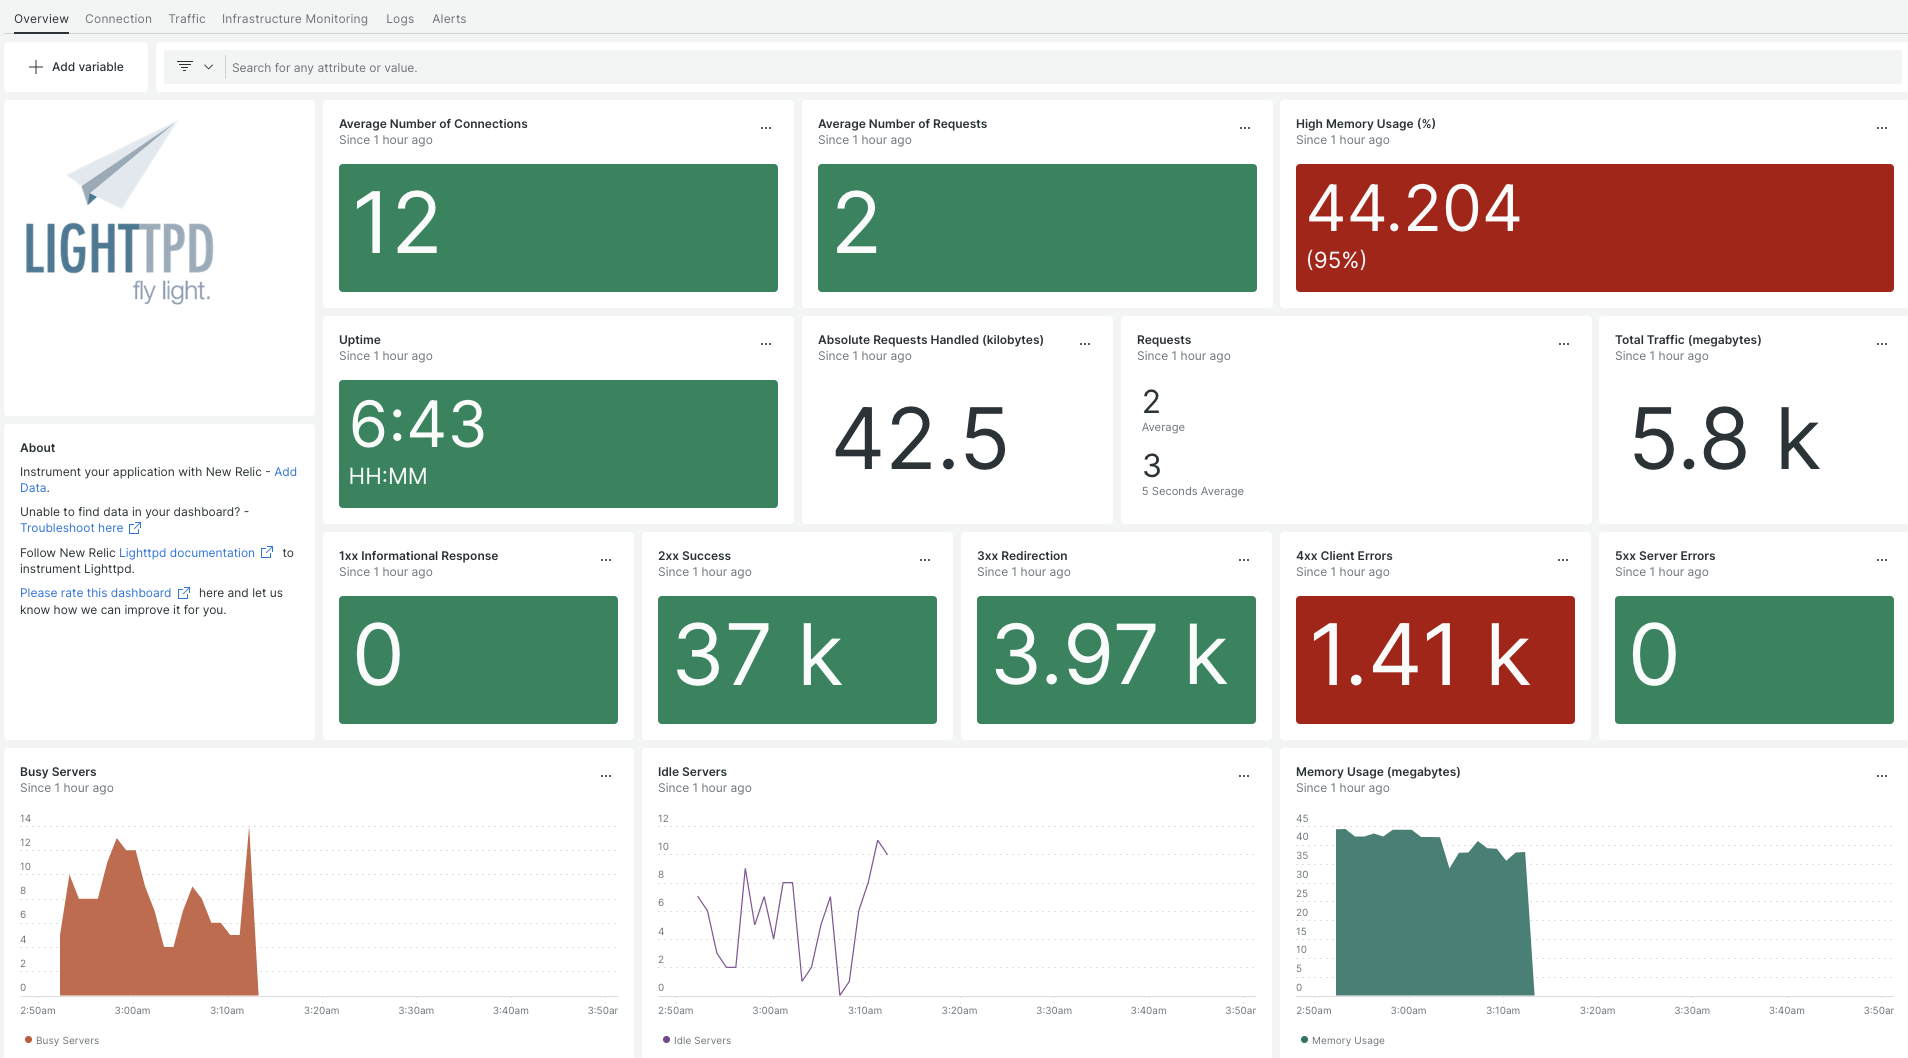 Overview Connection Traffic Infrastructure Monitoring Logs Alerts
Add variable
Search for any attribute or value.
LIGHTTPD
fly light.
Average Number of Connections
Since 1 hour ago
12
Average Number of Requests
Since 1 hour ago
2
High Memory Usage (%)
Since 1 hour ago
44.204
(95%)
Uptime
Since 1 hour ago
6:43
HH:MM
Absolute Requests Handled (kilobytes)
Since 1 hour ago
42.5
Requests
Since 1 hour ago
2
Average
3
5 Seconds Average
Total Traffic (megabytes)
Since 1 hour ago
5.8 k
About
Instrument your application with New Relic - Add
Data.
Unable to find data in your dashboard? -
Troubleshoot here
Follow New Relic Lighttpd documentation to
instrument Lighttpd.
Please rate this dashboard here and let us
know how we can improve it for you.
1xx Informational Response
Since 1 hour ago
0
2xx Success
Since 1 hour ago
37 k
3xx Redirection
Since 1 hour ago
3.97 k
4xx Client Errors
Since 1 hour ago
1.41 k
5xx Server Errors
Since 1 hour ago
0
Busy Servers
Since 1 hour ago
14
12
10
8
6
4
2
0
2:50am 3:00am 3:10am 3:20am 3:30am 3:40am 3:50ar
Busy Servers
Idle Servers
Since 1 hour ago
12
10
8
6
4
2
0
2:50am 3:00am 3:10am 3:20am 3:30am 3:40am 3:50ar
Idle Servers
Memory Usage (megabytes)
Since 1 hour ago
45
40
35
30
25
20
15
10
5
0
2:50am 3:00am 3:10am 3:20am 3:30am 3:40am 3:50ar
Memory Usage